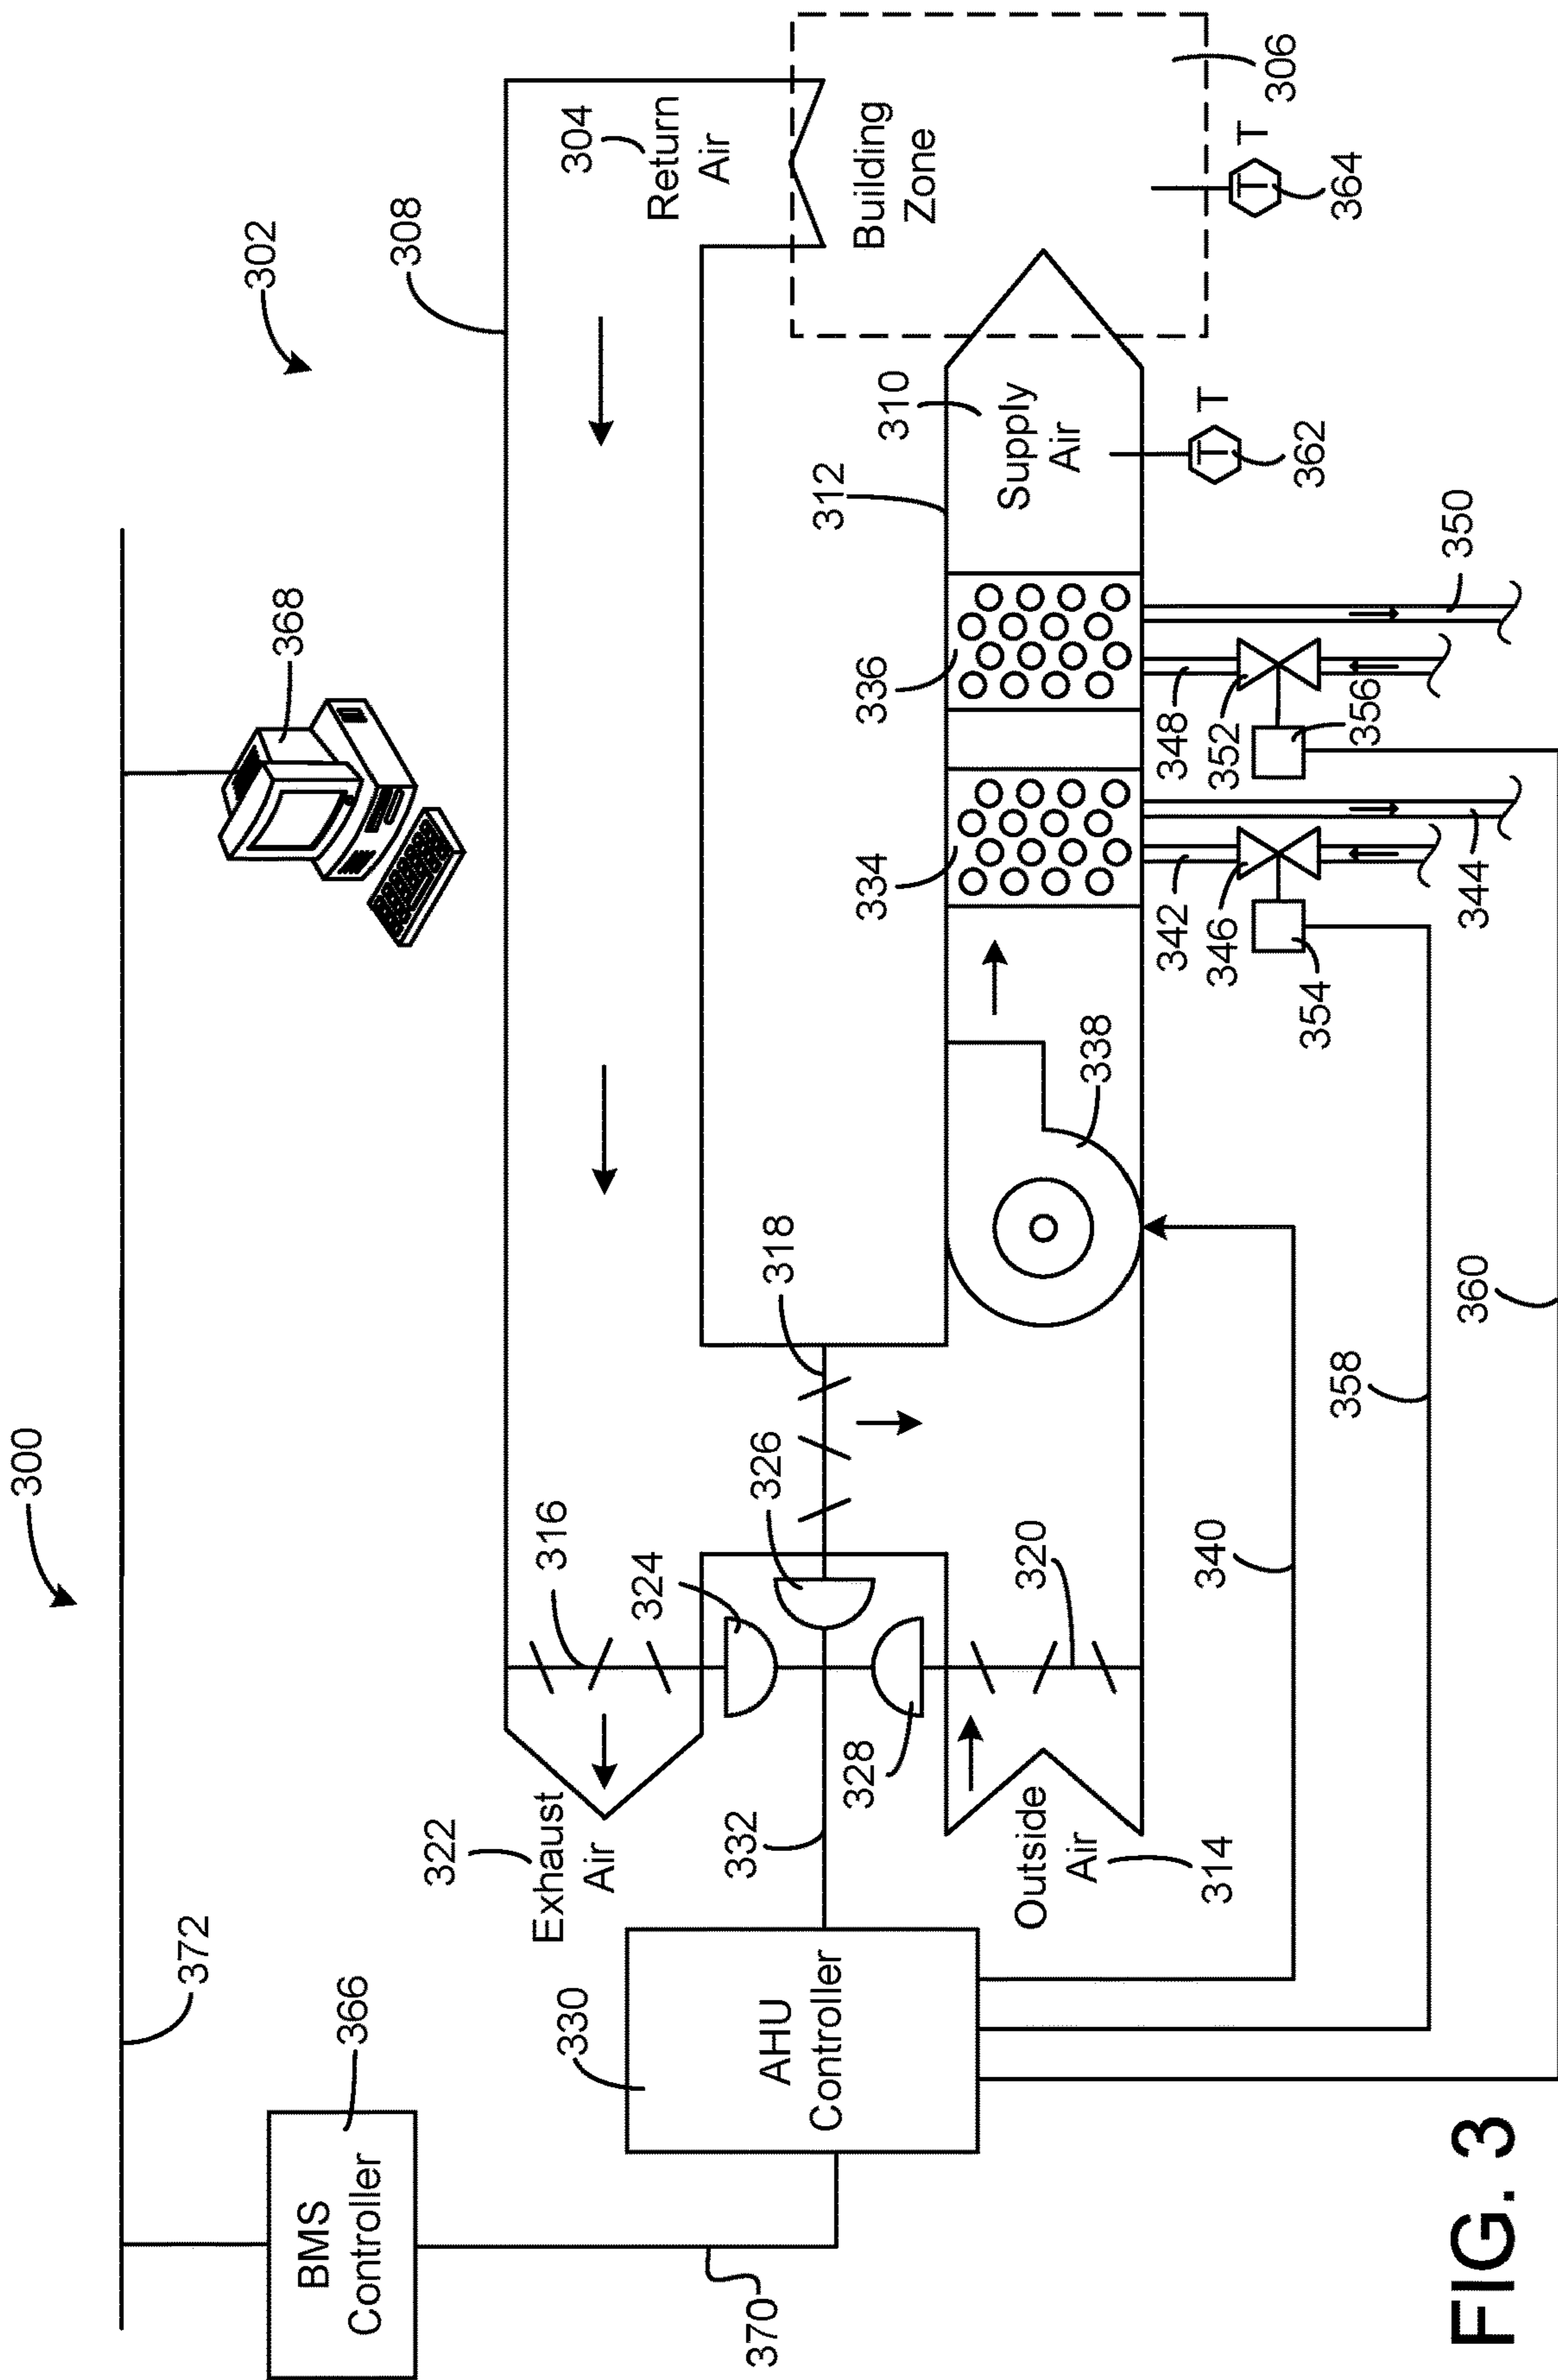 300
372
BMS
Controller
366
370
368
302
308
304
Return
Air
Building
Zone
306
T
T
364
322
Exhaust
Air
316
324
326
318
328
332
330
AHU
Controller
Outside
Air
314
320
338
334
336
312
310
Supply
Air
T
T
362
342
346
354
344
348
352
356
350
340
358
360
FIG. 3